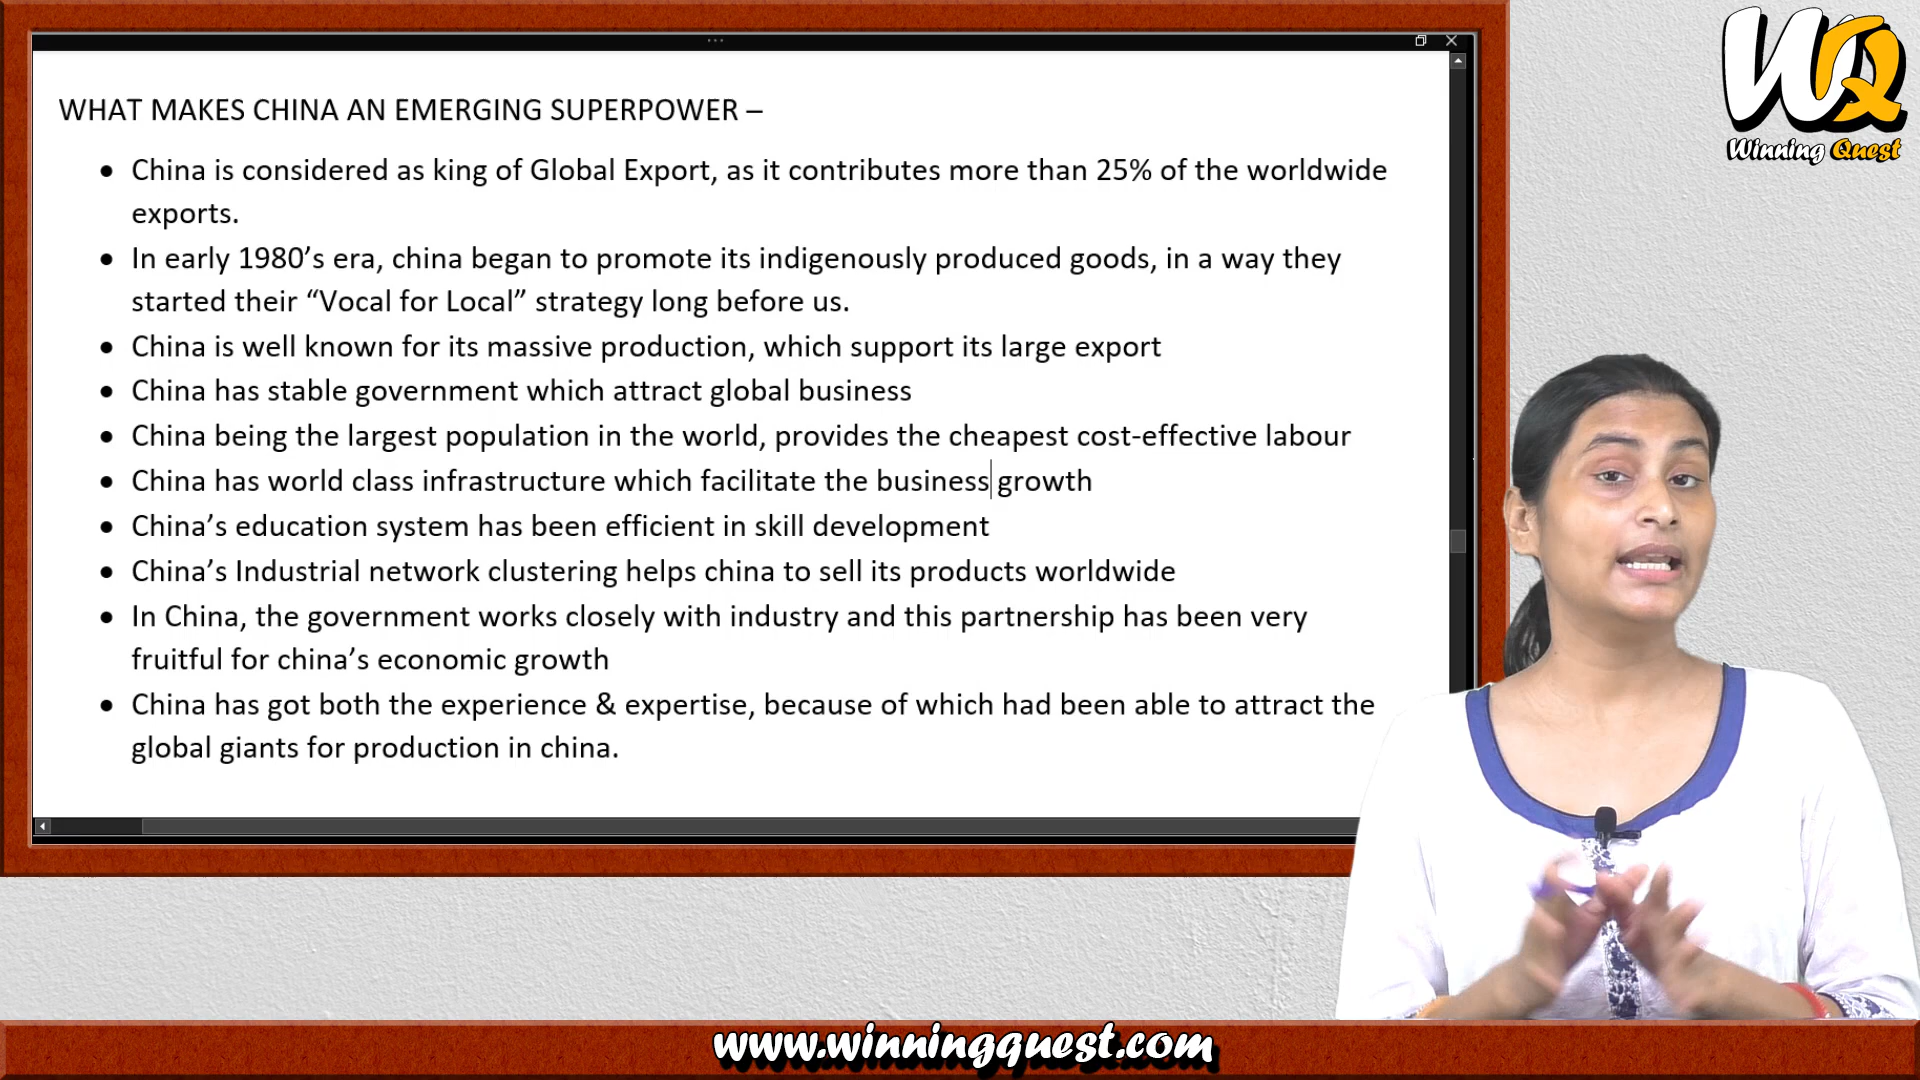 WHAT MAKES CHINA AN EMERGING SUPERPOWER –
• China is considered as king of Global Export, as it contributes more than 25% of the worldwide
exports.
• In early 1980’s era, china began to promote its indigenously produced goods, in a way they
started their “Vocal for Local” strategy long before us.
• China is well known for its massive production, which support its large export
• China has stable government which attract global business
• China being the largest population in the world, provides the cheapest cost-effective labour
• China has world class infrastructure which facilitate the business growth
• China’s education system has been efficient in skill development
• China’s Industrial network clustering helps china to sell its products worldwide
• In China, the government works closely with industry and this partnership has been very
fruitful for china’s economic growth
• China has got both the experience & expertise, because of which had been able to attract the
global giants for production in china.
WQ
Winning Quest
www.winningquest.com